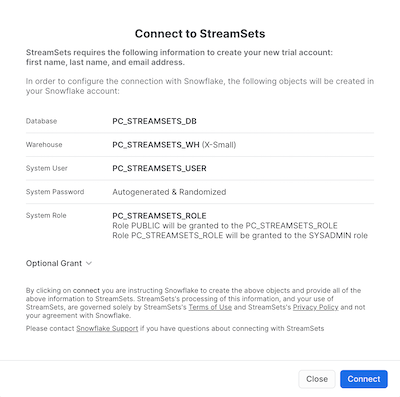 Connect to StreamSets
StreamSets requires the following information to create your new trial account:
first name, last name, and email address.
In order to configure the connection with Snowflake, the following objects will be created in
your Snowflake account:
Database PC_STREAMSETS_DB
Warehouse PC_STREAMSETS_WH (X-Small)
System User PC_STREAMSETS_USER
System Password Autogenerated & Randomized
System Role PC_STREAMSETS_ROLE
Role PUBLIC will be granted to the PC_STREAMSETS_ROLE
Role PC_STREAMSETS_ROLE will be granted to the SYSADMIN role
Optional Grant
By clicking on connect you are instructing Snowflake to create the above objects and provide all of the
above information to StreamSets. StreamSets's processing of this information, and your use of
StreamSets, are governed solely by StreamSets's Terms of Use and StreamSets's Privacy Policy and not
your agreement with Snowflake.
Please contact Snowflake Support if you have questions about connecting with StreamSets
Close Connect